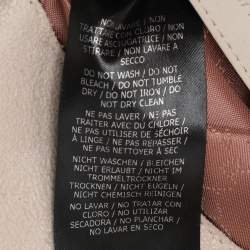 NO LAVARE / NON
TRATTARE CON CLORO / NON
USARE ASCIUGATRICE / NON
STIRARE / NON LAVARE A
SECCO
DO NOT WASH / DO NOT
BLEACH / DO NOT TUMBLE
DRY / DO NOT IRON / DO
NOT DRY CLEAN
NE PAS LAVER / NE PAS
TRAITER AVEC DU CHLORE /
NE PAS UTILISER DE SÉCHOIR
À LINGE / NE PAS REPASSER /
NE PAS NETTOYER À SEC
NICHT WASCHEN / BLEICHEN
NICHT ERLAUBT / NICHT IM
TROMMELTROCKNER
TROCKNEN / NICHT BÜGELN /
NICHT CHEMISCH REINIGEN
NO LAVAR / NO TRATAR CON
CLORO / NO UTILIZAR
SECADORA / NO PLANCHAR /
NO LAVAR EN SECO